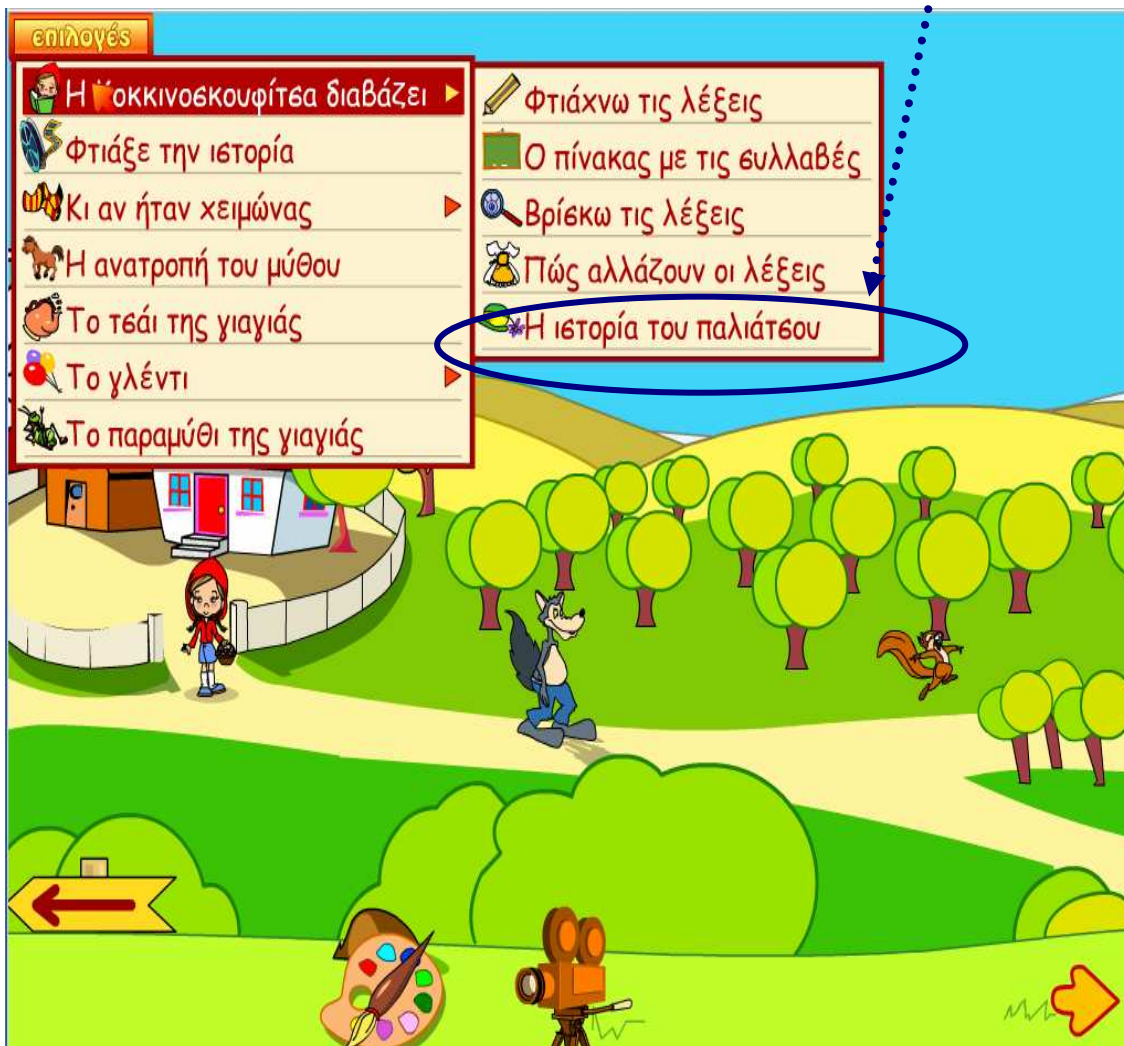 επιλογές
Η Κοκκινοσκουφίτσα διαβάζει
Φτιάξε την ιστορία
Κι αν ήταν χειμώνας
Η ανατροπή του μύθου
Το τσάι της γιαγιάς
Το γλέντι
Το παραμύθι της γιαγιάς
Φτιάχνω τις λέξεις
Ο πίνακας με τις συλλαβές
Βρίσκω τις λέξεις
Πώς αλλάζουν οι λέξεις
Η ιστορία του παλιάτσου